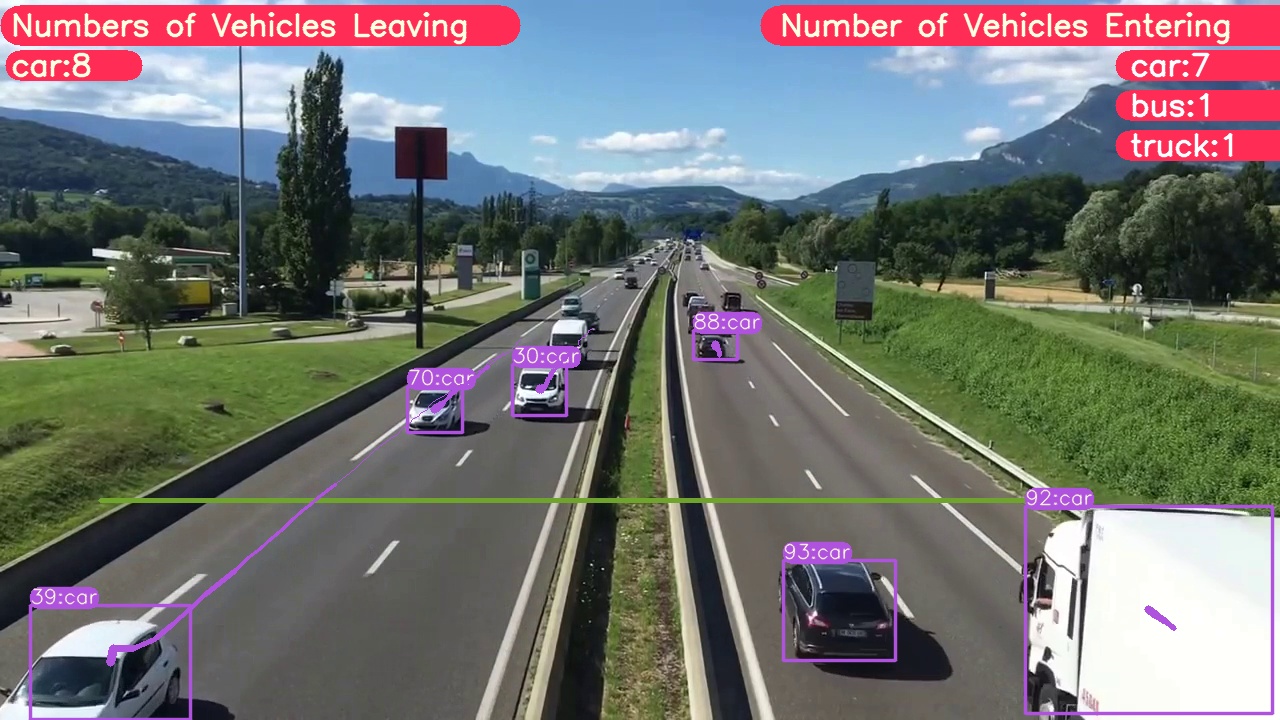 Numbers of Vehicles Leaving
Number of Vehicles Entering
car:8
car:7
bus:1
truck:1
88:car
30:car
70:car
92:car
93:car
39:car